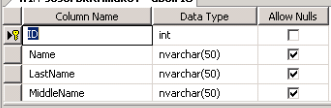 Column Name Data Type Allow Nulls
ID int
Name nvarchar(50)
LastName nvarchar(50)
MiddleName nvarchar(50)